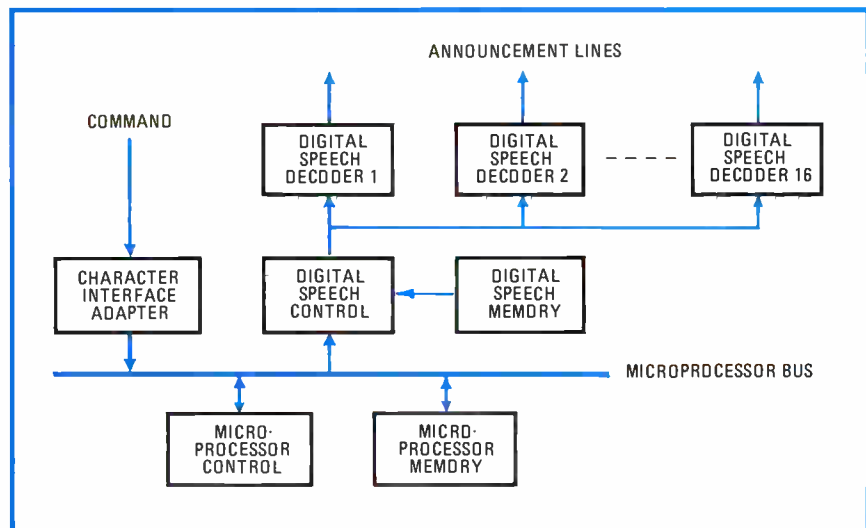 ANNOUNCEMENT LINES
COMMAND
DIGITAL
SPEECH
DECODER 1
DIGITAL
SPEECH
DECODER 2
DIGITAL
SPEECH
DECODER 16
CHARACTER
INTERFACE
ADAPTER
DIGITAL
SPEECH
CONTROL
DIGITAL
SPEECH
MEMORY
MICROPROCESSOR BUS
MICRO-
PROCESSOR
CONTROL
MICRO-
PROCESSOR
MEMORY